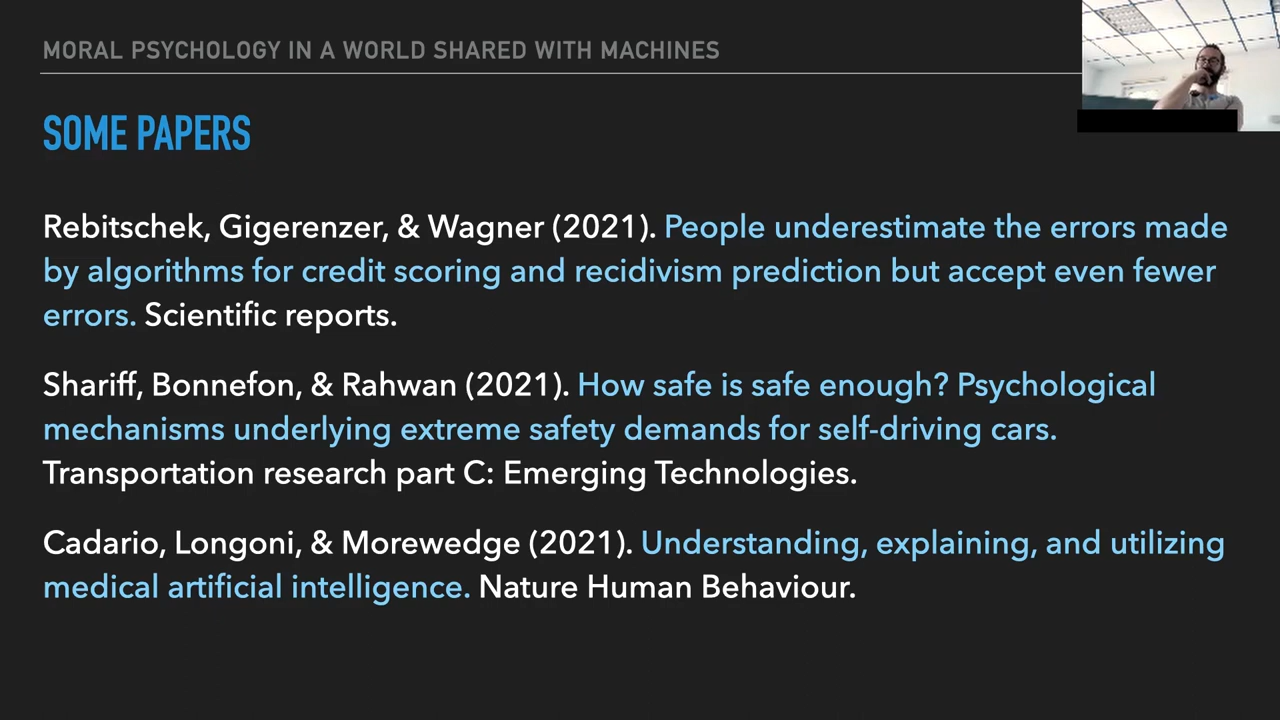 MORAL PSYCHOLOGY IN A WORLD SHARED WITH MACHINES
SOME PAPERS
Rebitschek, Gigerenzer, & Wagner (2021). People underestimate the errors made
by algorithms for credit scoring and recidivism prediction but accept even fewer
errors. Scientific reports.
Shariff, Bonnefon, & Rahwan (2021). How safe is safe enough? Psychological
mechanisms underlying extreme safety demands for self-driving cars.
Transportation research part C: Emerging Technologies.
Cadario, Longoni, & Morewedge (2021). Understanding, explaining, and utilizing
medical artificial intelligence. Nature Human Behaviour.